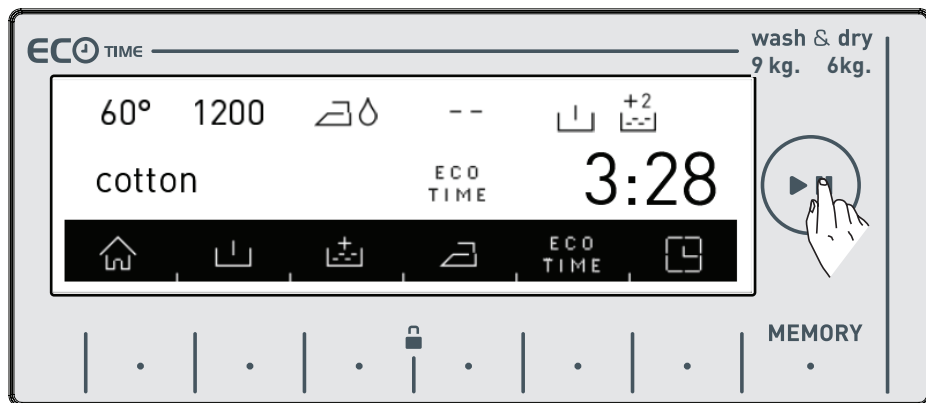 ECO TIME
wash & dry
9 kg. 6kg.
60° 1200 -- +2
cotton ECO TIME 3:28
ECO TIME
MEMORY